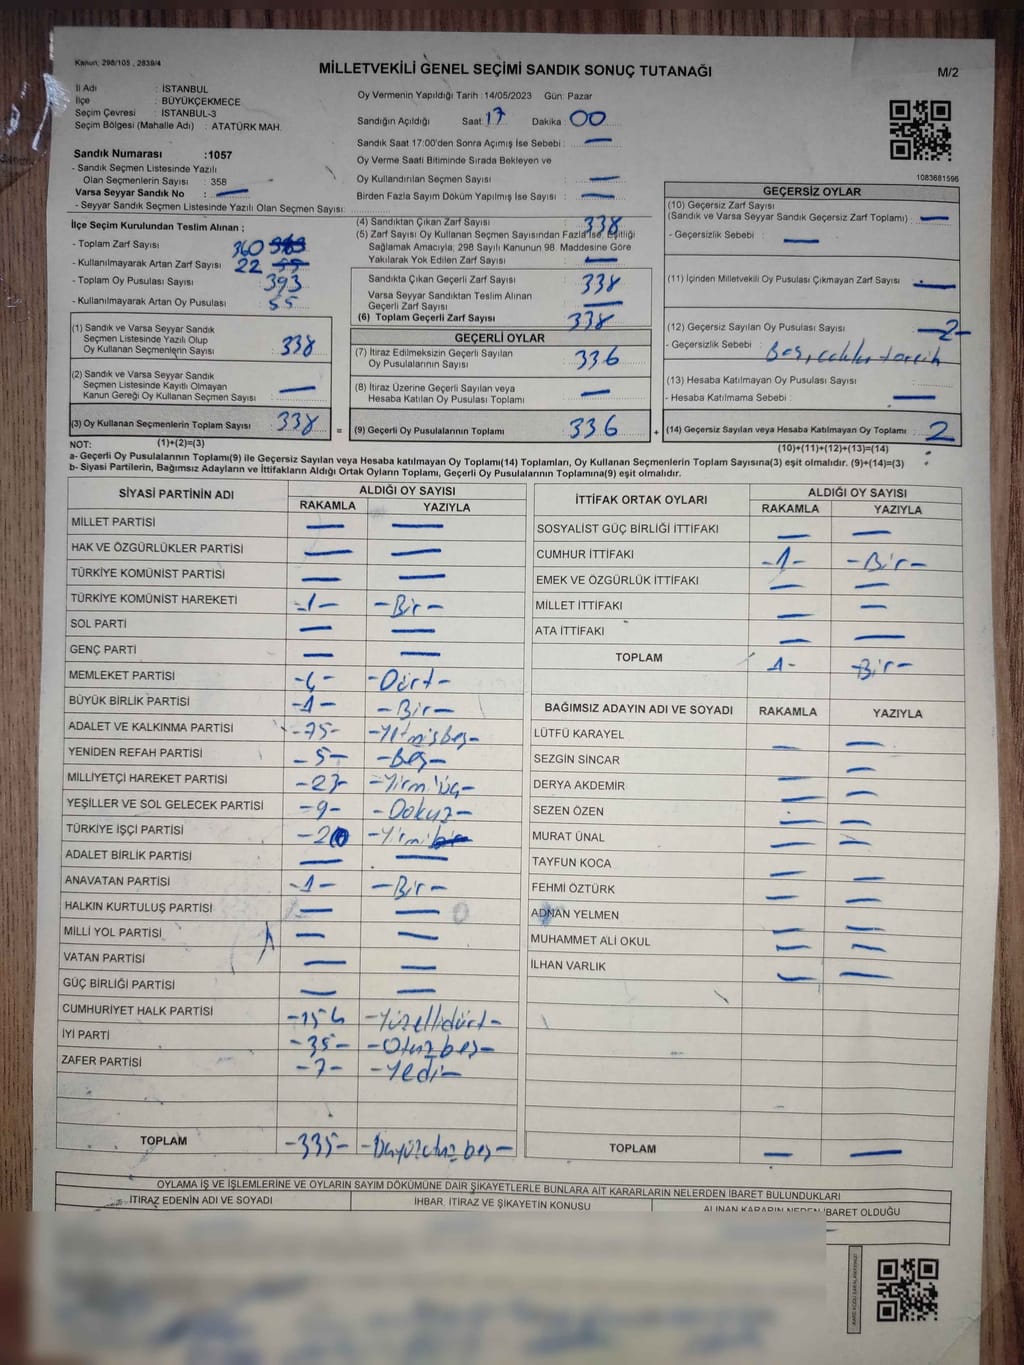 Kanun: 298/105 , 2839/4
MİLLETVEKİLİ GENEL SEÇİMİ SANDIK SONUÇ TUTANAĞI
M/2
İl Adı : İSTANBUL
İlçe : BÜYÜKÇEKMECE
Seçim Çevresi : İSTANBUL-3
Seçim Bölgesi (Mahalle Adı) : ATATÜRK MAH.
Oy Vermenin Yapıldığı Tarih :14/05/2023 Gün: Pazar
Sandığın Açıldığı Saat: 17 Dakika: 00
Sandık Saat 17:00'den Sonra Açımış İse Sebebi : —
Oy Verme Saati Bitiminde Sırada Bekleyen ve
Oy Kullandırılan Seçmen Sayısı : —
Birden Fazla Sayım Döküm Yapılmış İse Sayısı : —
1083681596
Sandık Numarası :1057
- Sandık Seçmen Listesinde Yazılı
Olan Seçmenlerin Sayısı : 358
Varsa Seyyar Sandık No : —
- Seyyar Sandık Seçmen Listesinde Yazılı Olan Seçmen Sayısı:
İlçe Seçim Kurulundan Teslim Alınan ;
- Toplam Zarf Sayısı 360
- Kullanılmayarak Artan Zarf Sayısı 22
- Toplam Oy Pusulası Sayısı 393
- Kullanılmayarak Artan Oy Pusulası 55
(4) Sandıktan Çıkan Zarf Sayısı 338
(5) Zarf Sayısı Oy Kullanan Seçmen Sayısından Fazla İse, Eşitliği
Sağlamak Amacıyla, 298 Sayılı Kanunun 98. Maddesine Göre
Yakılarak Yok Edilen Zarf Sayısı : —
Sandıkta Çıkan Geçerli Zarf Sayısı 338
Varsa Seyyar Sandıktan Teslim Alınan
Geçerli Zarf Sayısı —
(6) Toplam Geçerli Zarf Sayısı 338
GEÇERSİZ OYLAR
(10) Geçersiz Zarf Sayısı
(Sandık ve Varsa Seyyar Sandık Geçersiz Zarf Toplamı) : —
- Geçersizlik Sebebi : —
(11) İçinden Milletvekili Oy Pusulası Çıkmayan Zarf Sayısı : —
(12) Geçersiz Sayılan Oy Pusulası Sayısı : -2-
- Geçersizlik Sebebi :
(13) Hesaba Katılmayan Oy Pusulası Sayısı :
- Hesaba Katılmama Sebebi : —
(14) Geçersiz Sayılan veya Hesaba Katılmayan Oy Toplamı : 2
(10)+(11)+(12)+(13)=(14)
(1) Sandık ve Varsa Seyyar Sandık
Seçmen Listesinde Yazılı Olup
Oy Kullanan Seçmenlerin Sayısı : 338
(2) Sandık ve Varsa Seyyar Sandık
Seçmen Listesinde Kayıtlı Olmayan
Kanun Gereği Oy Kullanan Seçmen Sayısı : —
(3) Oy Kullanan Seçmenlerin Toplam Sayısı : 338 =
(1)+(2)=(3)
GEÇERLİ OYLAR
(7) İtiraz Edilmeksizin Geçerli Sayılan
Oy Pusulalarının Sayısı : 336
(8) İtiraz Üzerine Geçerli Sayılan veya
Hesaba Katılan Oy Pusulası Toplamı : —
(9) Geçerli Oy Pusulalarının Toplamı : 336 +
NOT:
a- Geçerli Oy Pusulalarının Toplamı(9) ile Geçersiz Sayılan veya Hesaba katılmayan Oy Toplamı(14) Toplamları, Oy Kullanan Seçmenlerin Toplam Sayısına(3) eşit olmalıdır. (9)+(14)=(3)
b- Siyasi Partilerin, Bağımsız Adayların ve İttifakların Aldığı Ortak Oyların Toplamı, Geçerli Oy Pusulalarının Toplamına(9) eşit olmalıdır.
SİYASİ PARTİNİN ADI ALDIĞI OY SAYISI
RAKAMLA YAZIYLA
MİLLET PARTİSİ — —
HAK VE ÖZGÜRLÜKLER PARTİSİ — —
TÜRKİYE KOMÜNİST PARTİSİ — —
TÜRKİYE KOMÜNİST HAREKETİ -1- -Bir-
SOL PARTİ — —
GENÇ PARTİ — —
MEMLEKET PARTİSİ -4- -Dört-
BÜYÜK BİRLİK PARTİSİ -1- -Bir-
ADALET VE KALKINMA PARTİSİ -75- -Yetmişbeş-
YENİDEN REFAH PARTİSİ -5- -Beş-
MİLLİYETÇİ HAREKET PARTİSİ -23- -Yirmiüç-
YEŞİLLER VE SOL GELECEK PARTİSİ -9- -Dokuz-
TÜRKİYE İŞÇİ PARTİSİ -20 -Yirmi
ADALET BİRLİK PARTİSİ — —
ANAVATAN PARTİSİ -1- -Bir-
HALKIN KURTULUŞ PARTİSİ — —
MİLLİ YOL PARTİSİ — —
VATAN PARTİSİ — —
GÜÇ BİRLİĞİ PARTİSİ — —
CUMHURİYET HALK PARTİSİ -154 -Yüzellidört-
İYİ PARTİ -35- -Otuzbeş-
ZAFER PARTİSİ -7- -Yedi-
TOPLAM -335- -Üçyüzotuzbeş-
İTTİFAK ORTAK OYLARI ALDIĞI OY SAYISI
RAKAMLA YAZIYLA
SOSYALİST GÜÇ BİRLİĞİ İTTİFAKI — —
CUMHUR İTTİFAKI -1- -Bir-
EMEK VE ÖZGÜRLÜK İTTİFAKI — —
MİLLET İTTİFAKI — —
ATA İTTİFAKI — —
TOPLAM 1- -Bir-
BAĞIMSIZ ADAYIN ADI VE SOYADI RAKAMLA YAZIYLA
LÜTFÜ KARAYEL — —
SEZGİN SİNCAR —
DERYA AKDEMİR — —
SEZEN ÖZEN — —
MURAT ÜNAL — —
TAYFUN KOCA — —
FEHMİ ÖZTÜRK — —
ADNAN YELMEN — —
MUHAMMET ALİ OKUL — —
İLHAN VARLIK — —
TOPLAM — —
OYLAMA İŞ VE İŞLEMLERİNE VE OYLARIN SAYIM DÖKÜMÜNE DAİR ŞİKAYETLERLE BUNLARA AİT KARARLARIN NELERDEN İBARET BULUNDUKLARI
İTİRAZ EDENİN ADI VE SOYADI İHBAR, İTİRAZ VE ŞİKAYETİN KONUSU ALINAN KARARIN NEDEN İBARET OLDUĞU